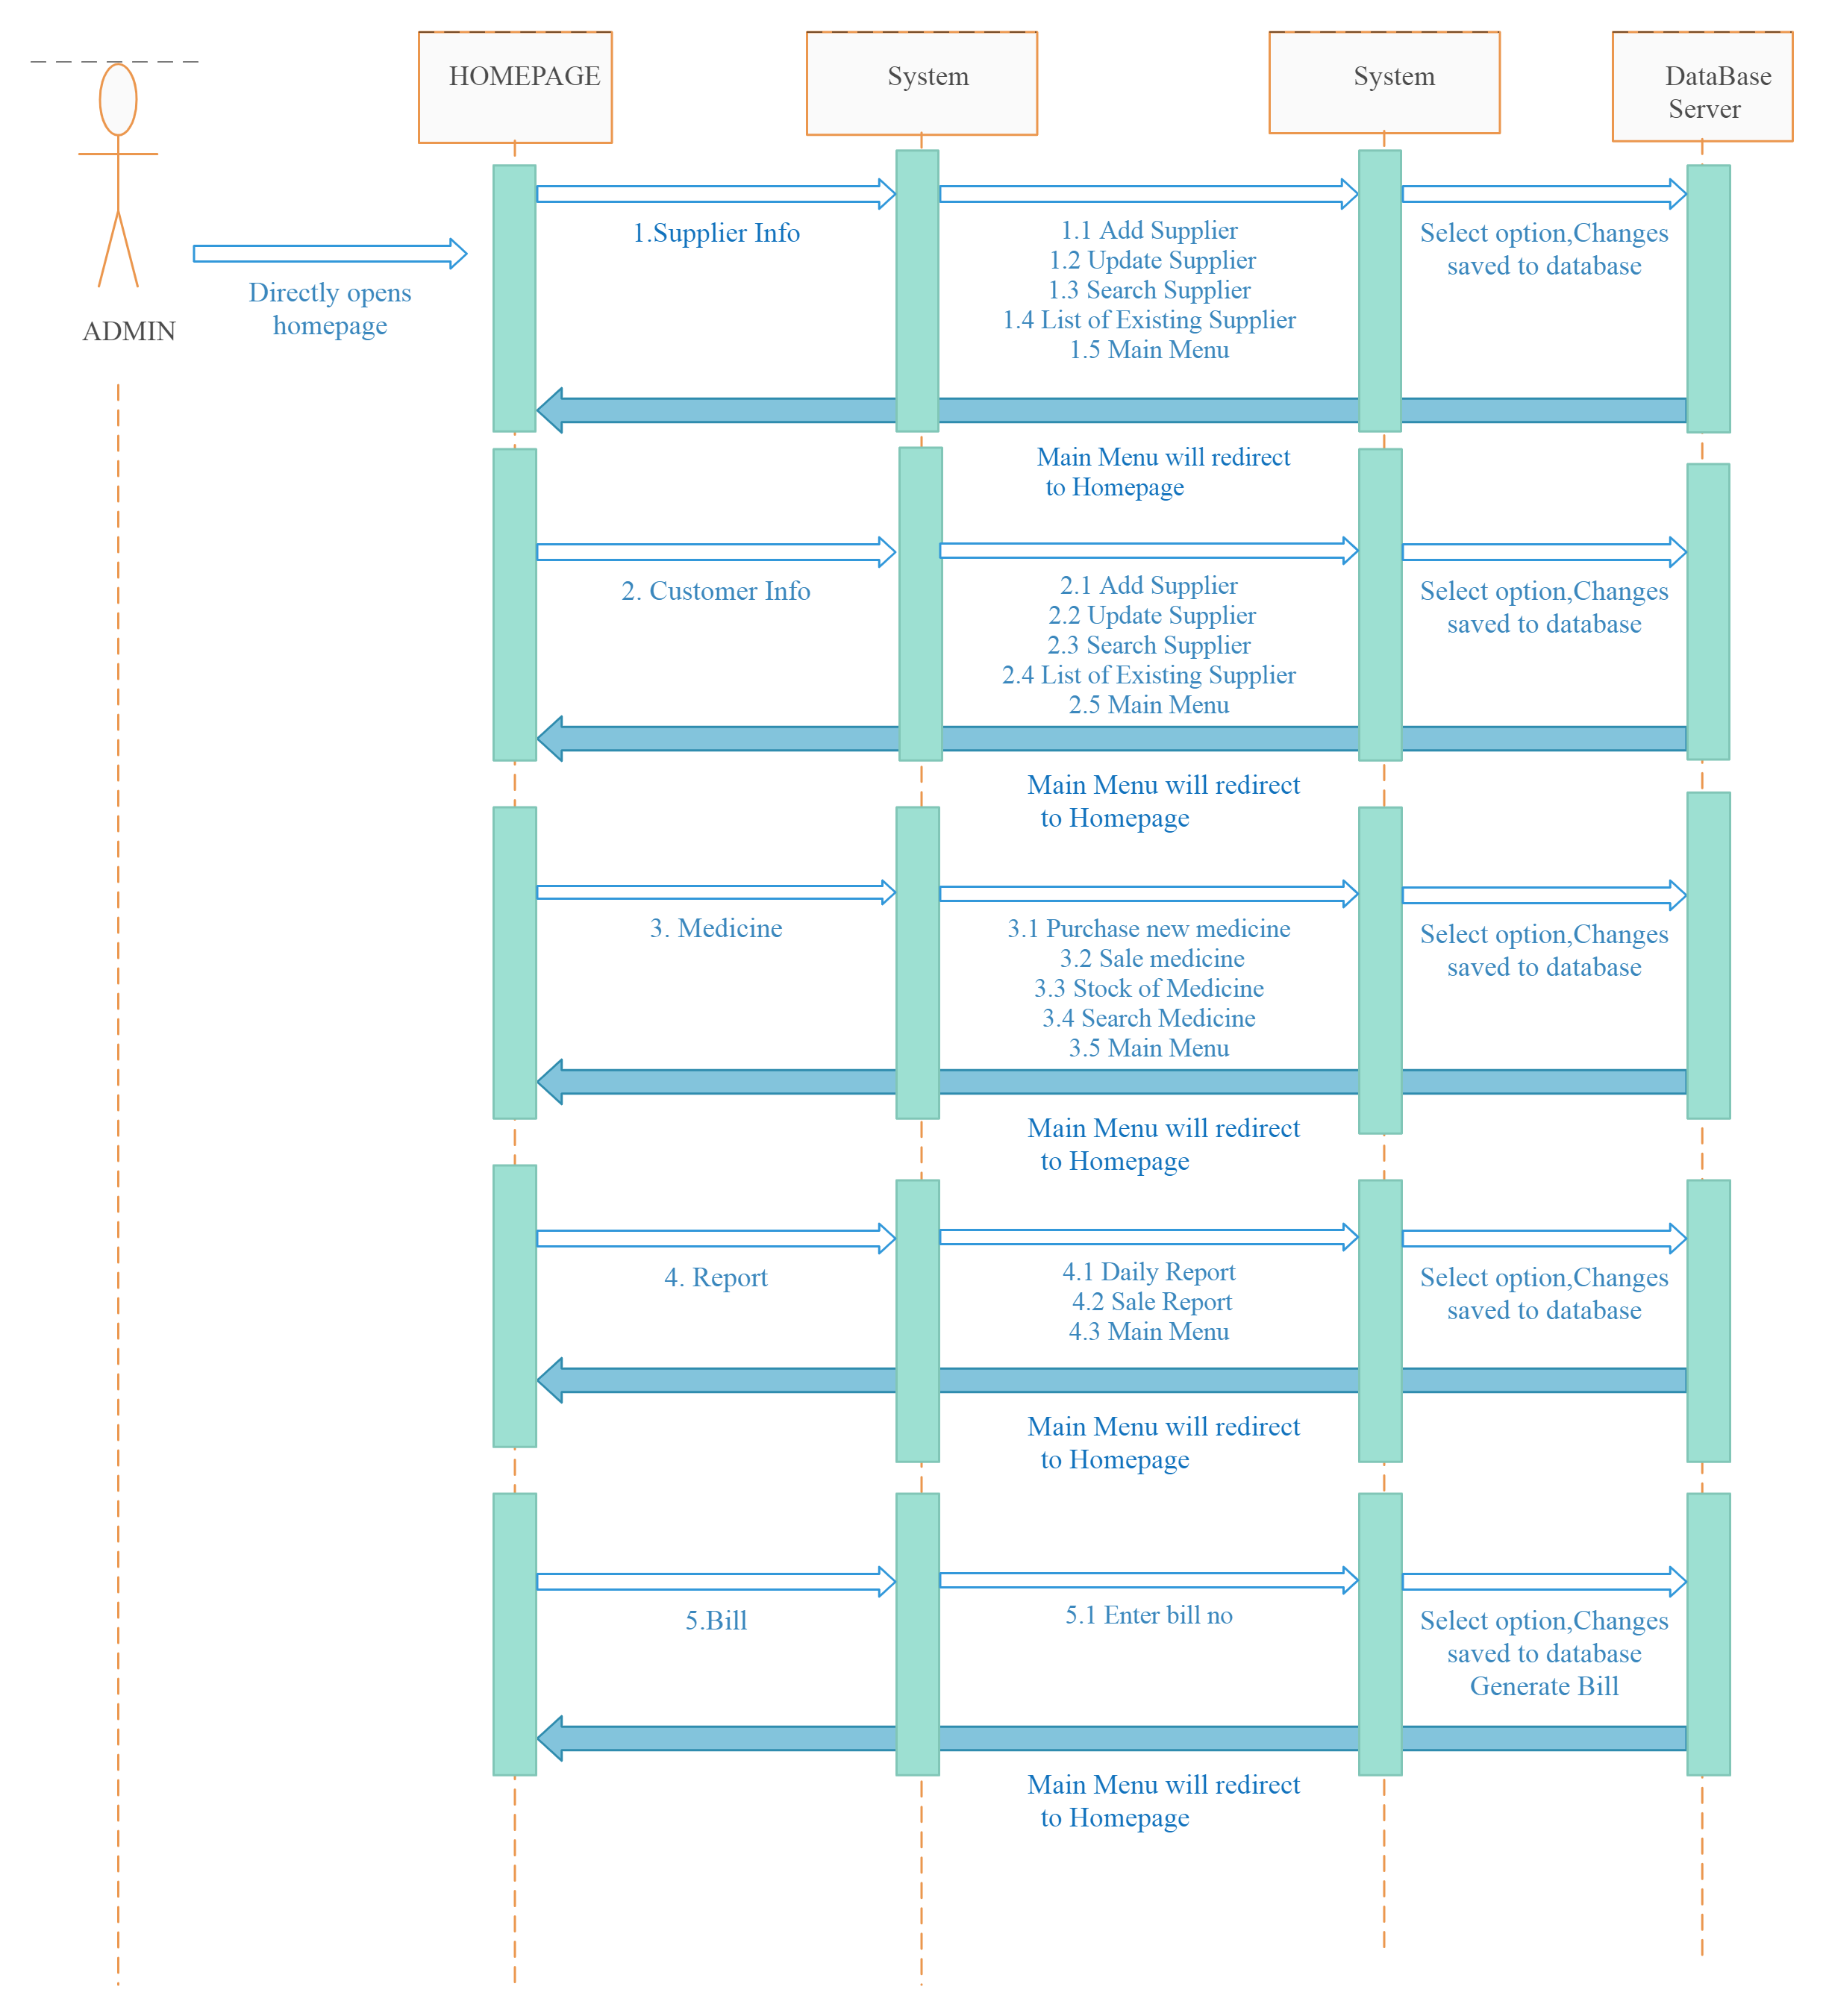 HOMEPAGE
System
System
DataBase
Server
ADMIN
Directly opens
homepage
1.Supplier Info
1.1 Add Supplier
1.2 Update Supplier
1.3 Search Supplier
1.4 List of Existing Supplier
1.5 Main Menu
Select option,Changes
saved to database
Main Menu will redirect
to Homepage
2. Customer Info
2.1 Add Supplier
2.2 Update Supplier
2.3 Search Supplier
2.4 List of Existing Supplier
2.5 Main Menu
Select option,Changes
saved to database
Main Menu will redirect
to Homepage
3. Medicine
3.1 Purchase new medicine
3.2 Sale medicine
3.3 Stock of Medicine
3.4 Search Medicine
3.5 Main Menu
Select option,Changes
saved to database
Main Menu will redirect
to Homepage
4. Report
4.1 Daily Report
4.2 Sale Report
4.3 Main Menu
Select option,Changes
saved to database
Main Menu will redirect
to Homepage
5.Bill
5.1 Enter bill no
Select option,Changes
saved to database
Generate Bill
Main Menu will redirect
to Homepage